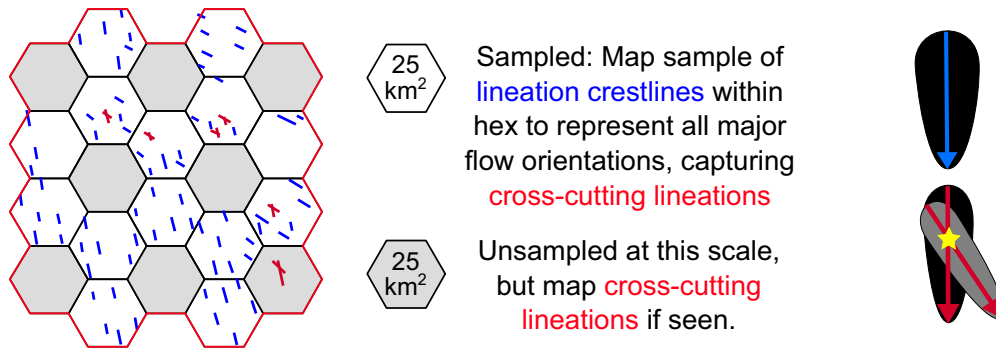 25
km²
Sampled: Map sample of
lineation crestlines within
hex to represent all major
flow orientations, capturing
cross-cutting lineations
25
km²
Unsampled at this scale,
but map cross-cutting
lineations if seen.